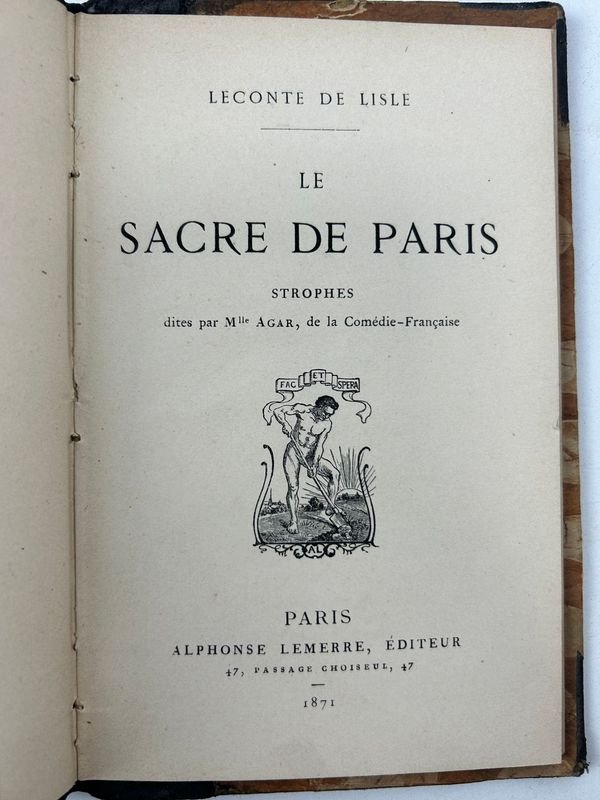 LECONTE DE LISLE
LE
SACRE DE PARIS
STROPHES
dites par Mlle AGAR, de la Comédie-Française
FAC ET SPERA
AL
PARIS
ALPHONSE LEMERRE, ÉDITEUR
47, PASSAGE CHOISEUL, 47
1871